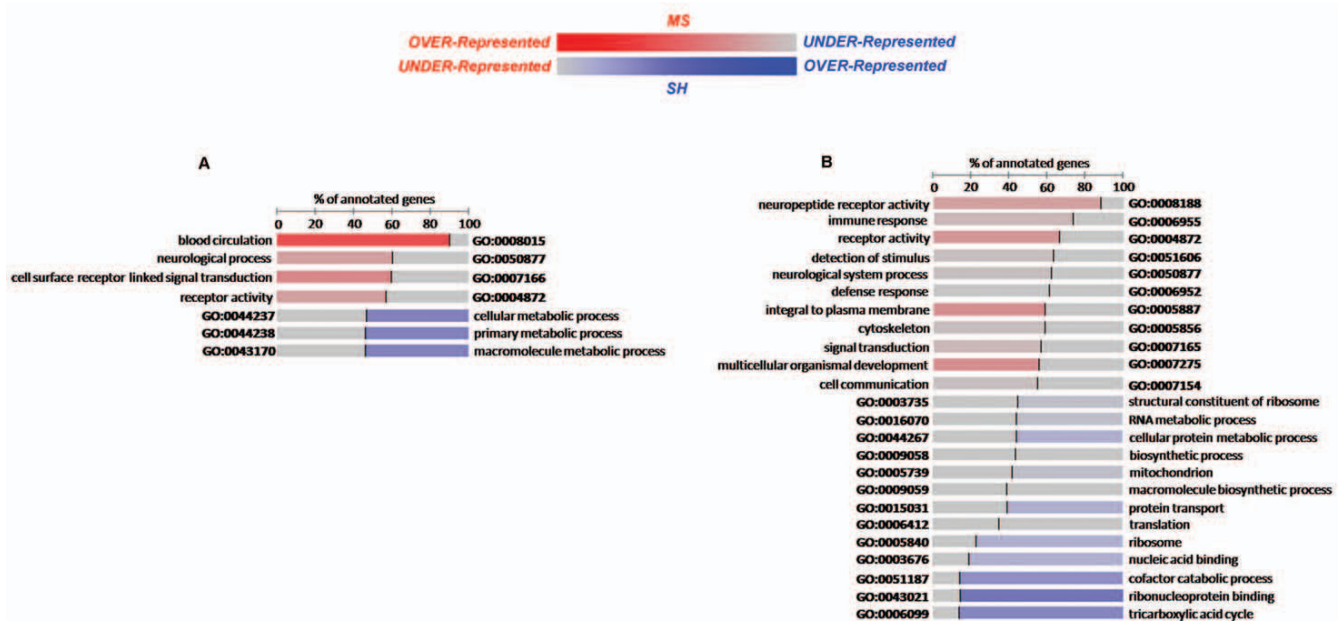 MS
OVER-Represented UNDER-Represented
UNDER-Represented OVER-Represented
SH
A
% of annotated genes
0 20 40 60 80 100
blood circulation GO:0008015
neurological process GO:0050877
cell surface receptor linked signal transduction GO:0007166
receptor activity GO:0004872
GO:0044237 cellular metabolic process
GO:0044238 primary metabolic process
GO:0043170 macromolecule metabolic process
B
% of annotated genes
0 20 40 60 80 100
neuropeptide receptor activity GO:0008188
immune response GO:0006955
receptor activity GO:0004872
detection of stimulus GO:0051606
neurological system process GO:0050877
defense response GO:0006952
integral to plasma membrane GO:0005887
cytoskeleton GO:0005856
signal transduction GO:0007165
multicellular organismal development GO:0007275
cell communication GO:0007154
GO:0003735 structural constituent of ribosome
GO:0016070 RNA metabolic process
GO:0044267 cellular protein metabolic process
GO:0009058 biosynthetic process
GO:0005739 mitochondrion
GO:0009059 macromolecule biosynthetic process
GO:0015031 protein transport
GO:0006412 translation
GO:0005840 ribosome
GO:0003676 nucleic acid binding
GO:0051187 cofactor catabolic process
GO:0043021 ribonucleoprotein binding
GO:0006099 tricarboxylic acid cycle